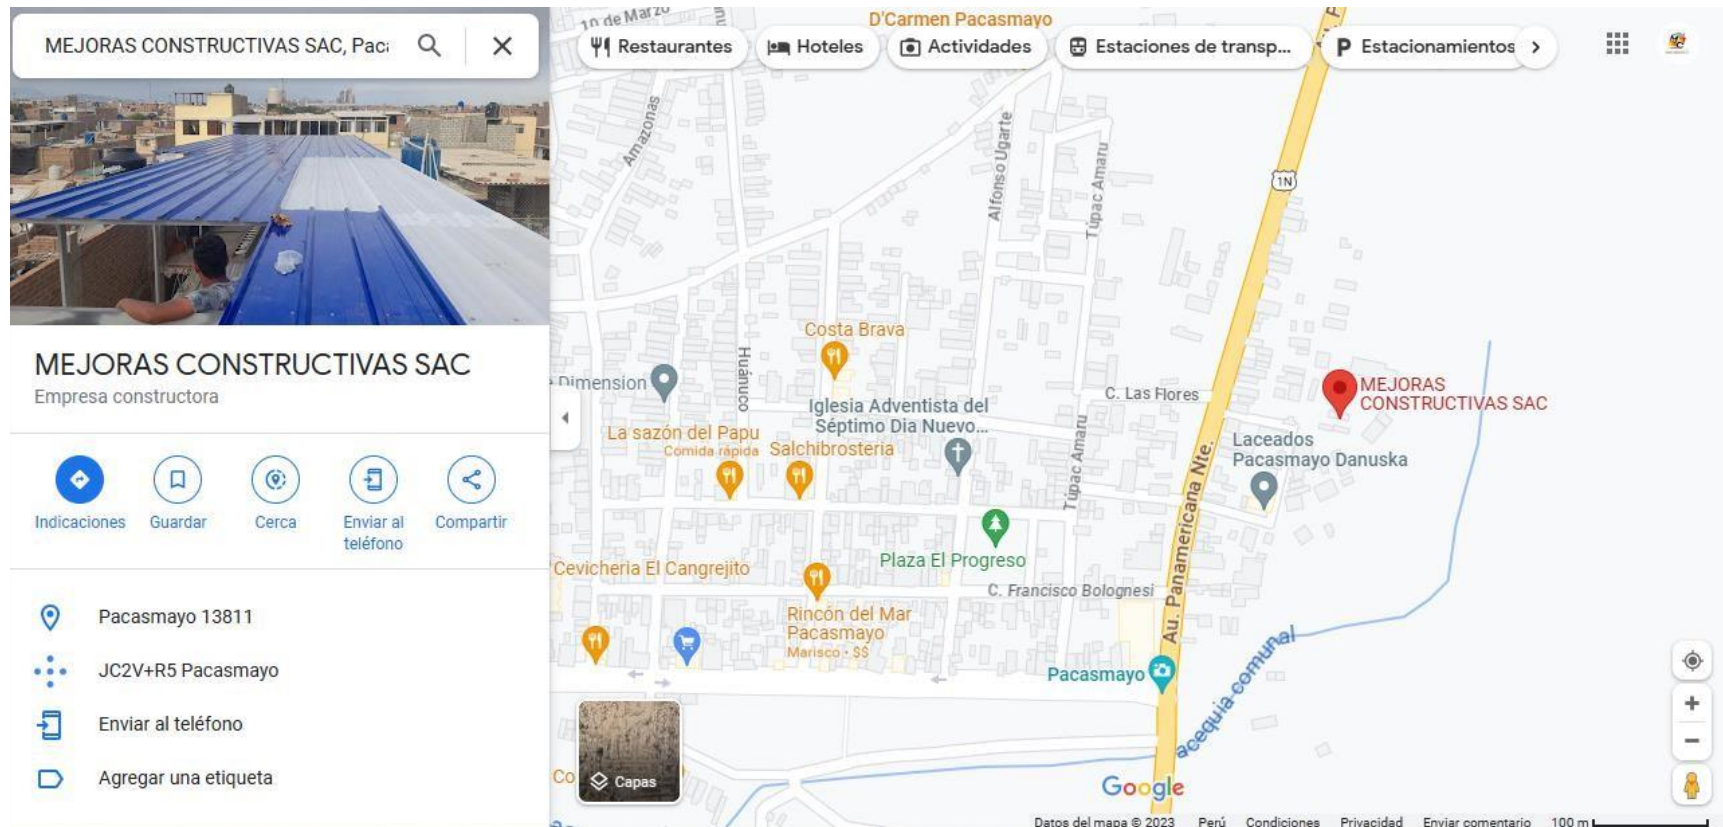 MEJORAS CONSTRUCTIVAS SAC, Paca
MEJORAS CONSTRUCTIVAS SAC
Empresa constructora
Indicaciones
Guardar
Cerca
Enviar al
teléfono
Compartir
Pacasmayo 13811
JC2V+R5 Pacasmayo
Enviar al teléfono
Agregar una etiqueta
10 de Marzo
D'Carmen Pacasmayo
Restaurantes
Hoteles
Actividades
Estaciones de transp...
P Estacionamientos
Amazonas
Alfonso Ugarte
Túpac Amaru
1N
Costa Brava
Huánuco
Dimension
Iglesia Adventista del
Séptimo Dia Nuevo...
C. Las Flores
MEJORAS
CONSTRUCTIVAS SAC
La sazón del Papu
Comida rápida
Salchibrosteria
Túpac Amaru
Laceados
Pacasmayo Danuska
Av. Panamericana Nte.
Plaza El Progreso
Cevicheria El Cangrejito
C. Francisco Bolognesi
Rincón del Mar
Pacasmayo
Marisco · $$
Pacasmayo
acequia comunal
Co
Capas
Google
Datos del mapa © 2023
Perú
Condiciones
Privacidad
Enviar comentario
100 m